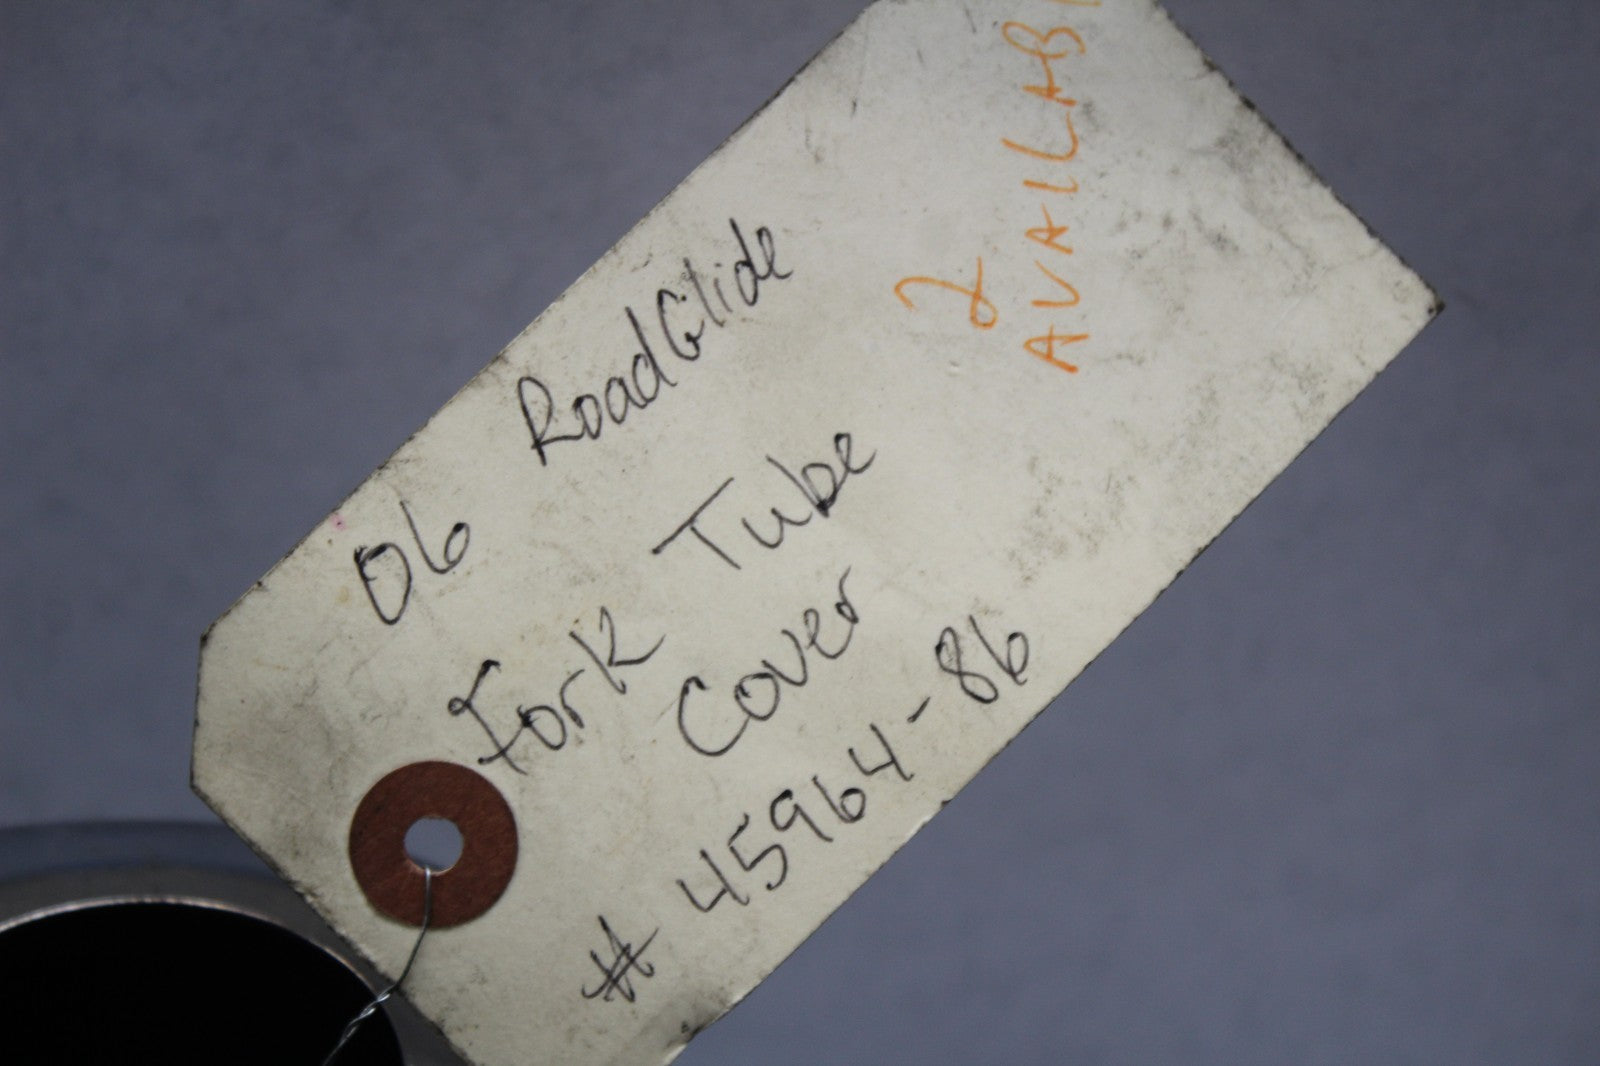 06 RoadGlide
Fork Tube
Cover
# 45964-86
2